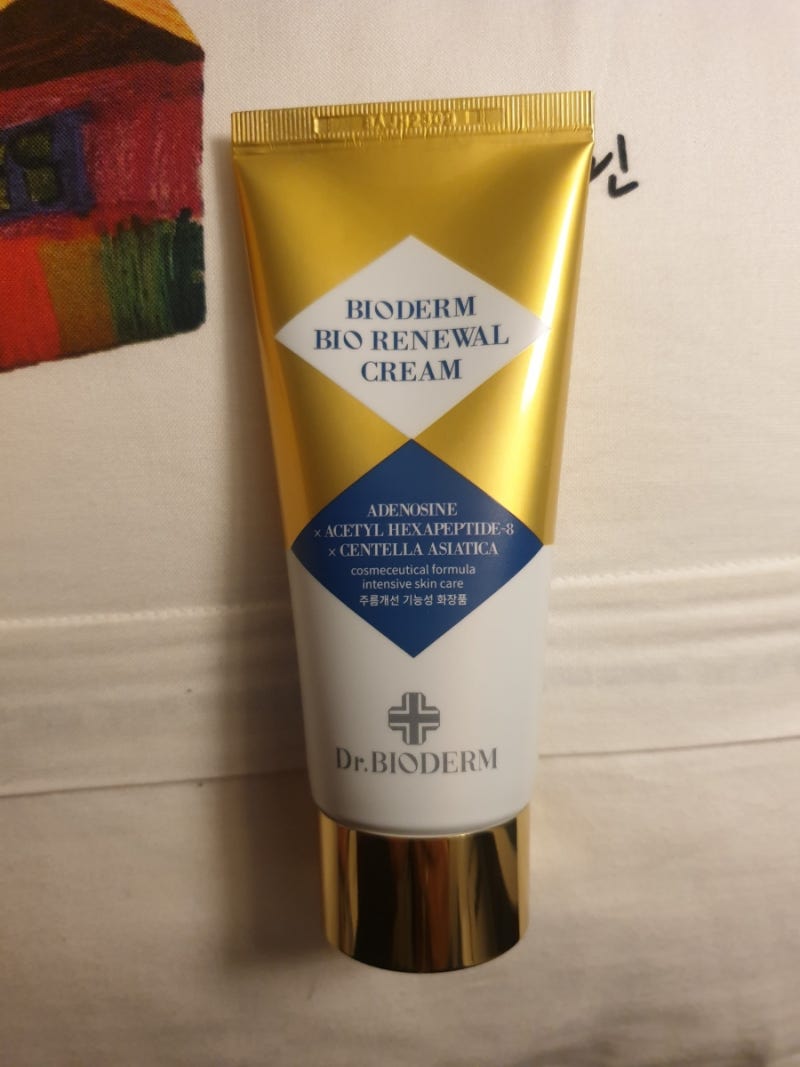 BIODERM
BIO RENEWAL
CREAM
ADENOSINE
× ACETYL HEXAPEPTIDE-8
× CENTELLA ASIATICA
cosmeceutical formula
intensive skin care
주름개선 기능성 화장품
Dr.BIODERM